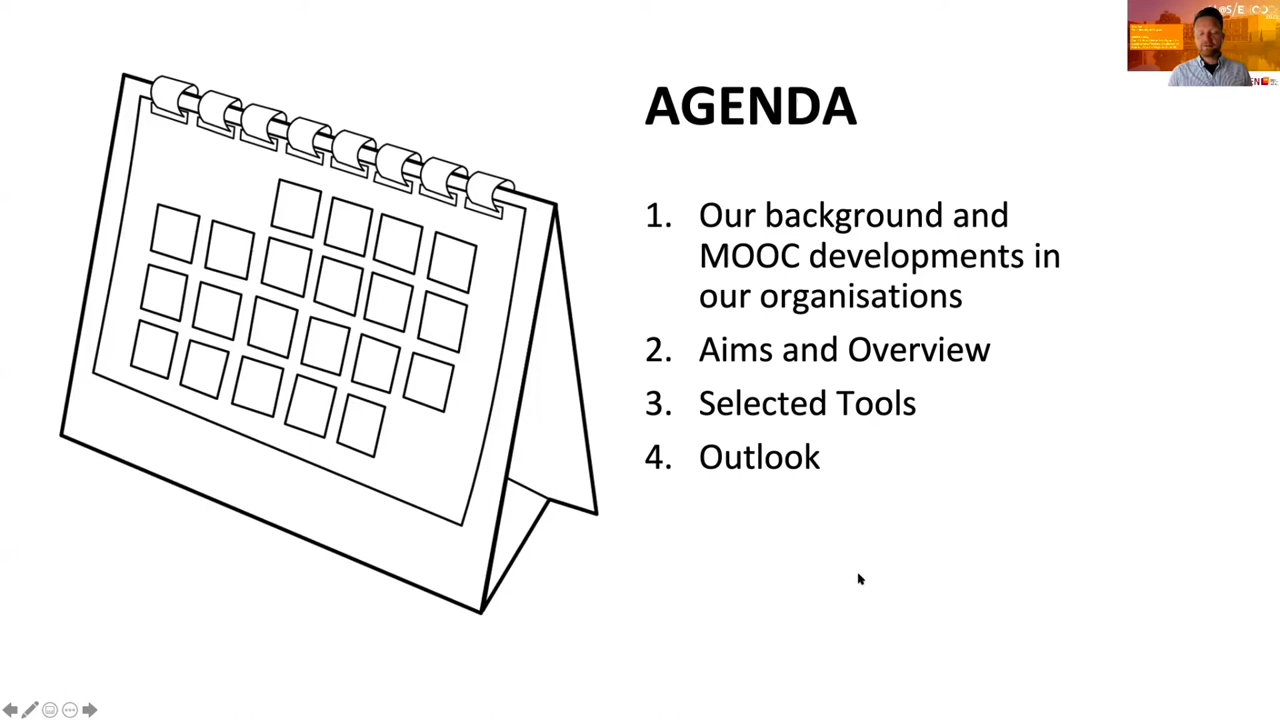 AGENDA
1. Our background and
MOOC developments in
our organisations
2. Aims and Overview
3. Selected Tools
4. Outlook